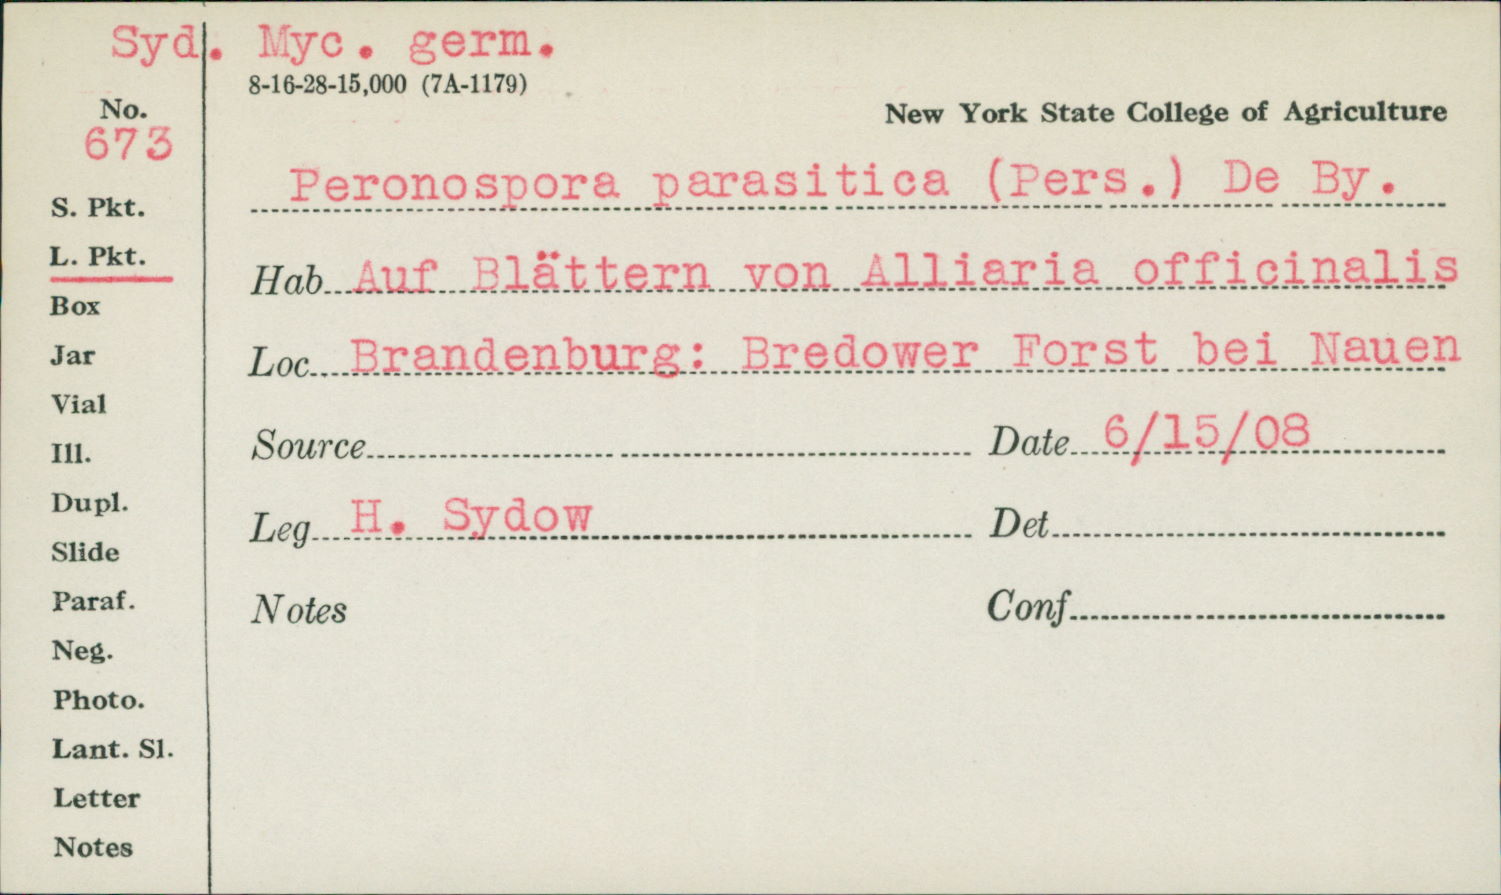 Syd. Myc. germ.
8-16-28-15,000 (7A-1179)
No.
673
New York State College of Agriculture
Peronospora parasitica (Pers.) De By.
S. Pkt.
L. Pkt.
Hab. Auf Blättern von Alliaria officinalis
Box
Jar
Loc. Brandenburg: Bredower Forst bei Nauen
Vial
Ill.
Source Date 6/15/08
Dupl.
Leg. H. Sydow Det
Slide
Paraf.
Notes Conf
Neg.
Photo.
Lant. Sl.
Letter
Notes